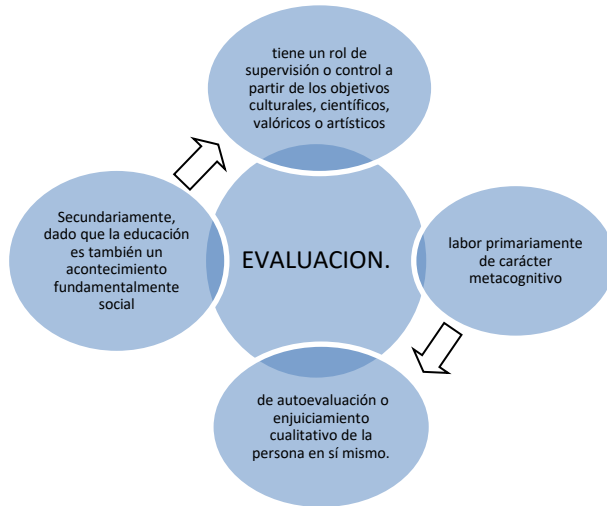 tiene un rol de
supervisión o control a
partir de los objetivos
culturales, científicos,
valóricos o artísticos
Secundariamente,
dado que la educación
es también un
acontecimiento
fundamentalmente
social
EVALUACION.
labor primariamente
de carácter
metacognitivo
de autoevaluación o
enjuiciamiento
cualitativo de la
persona en sí mismo.